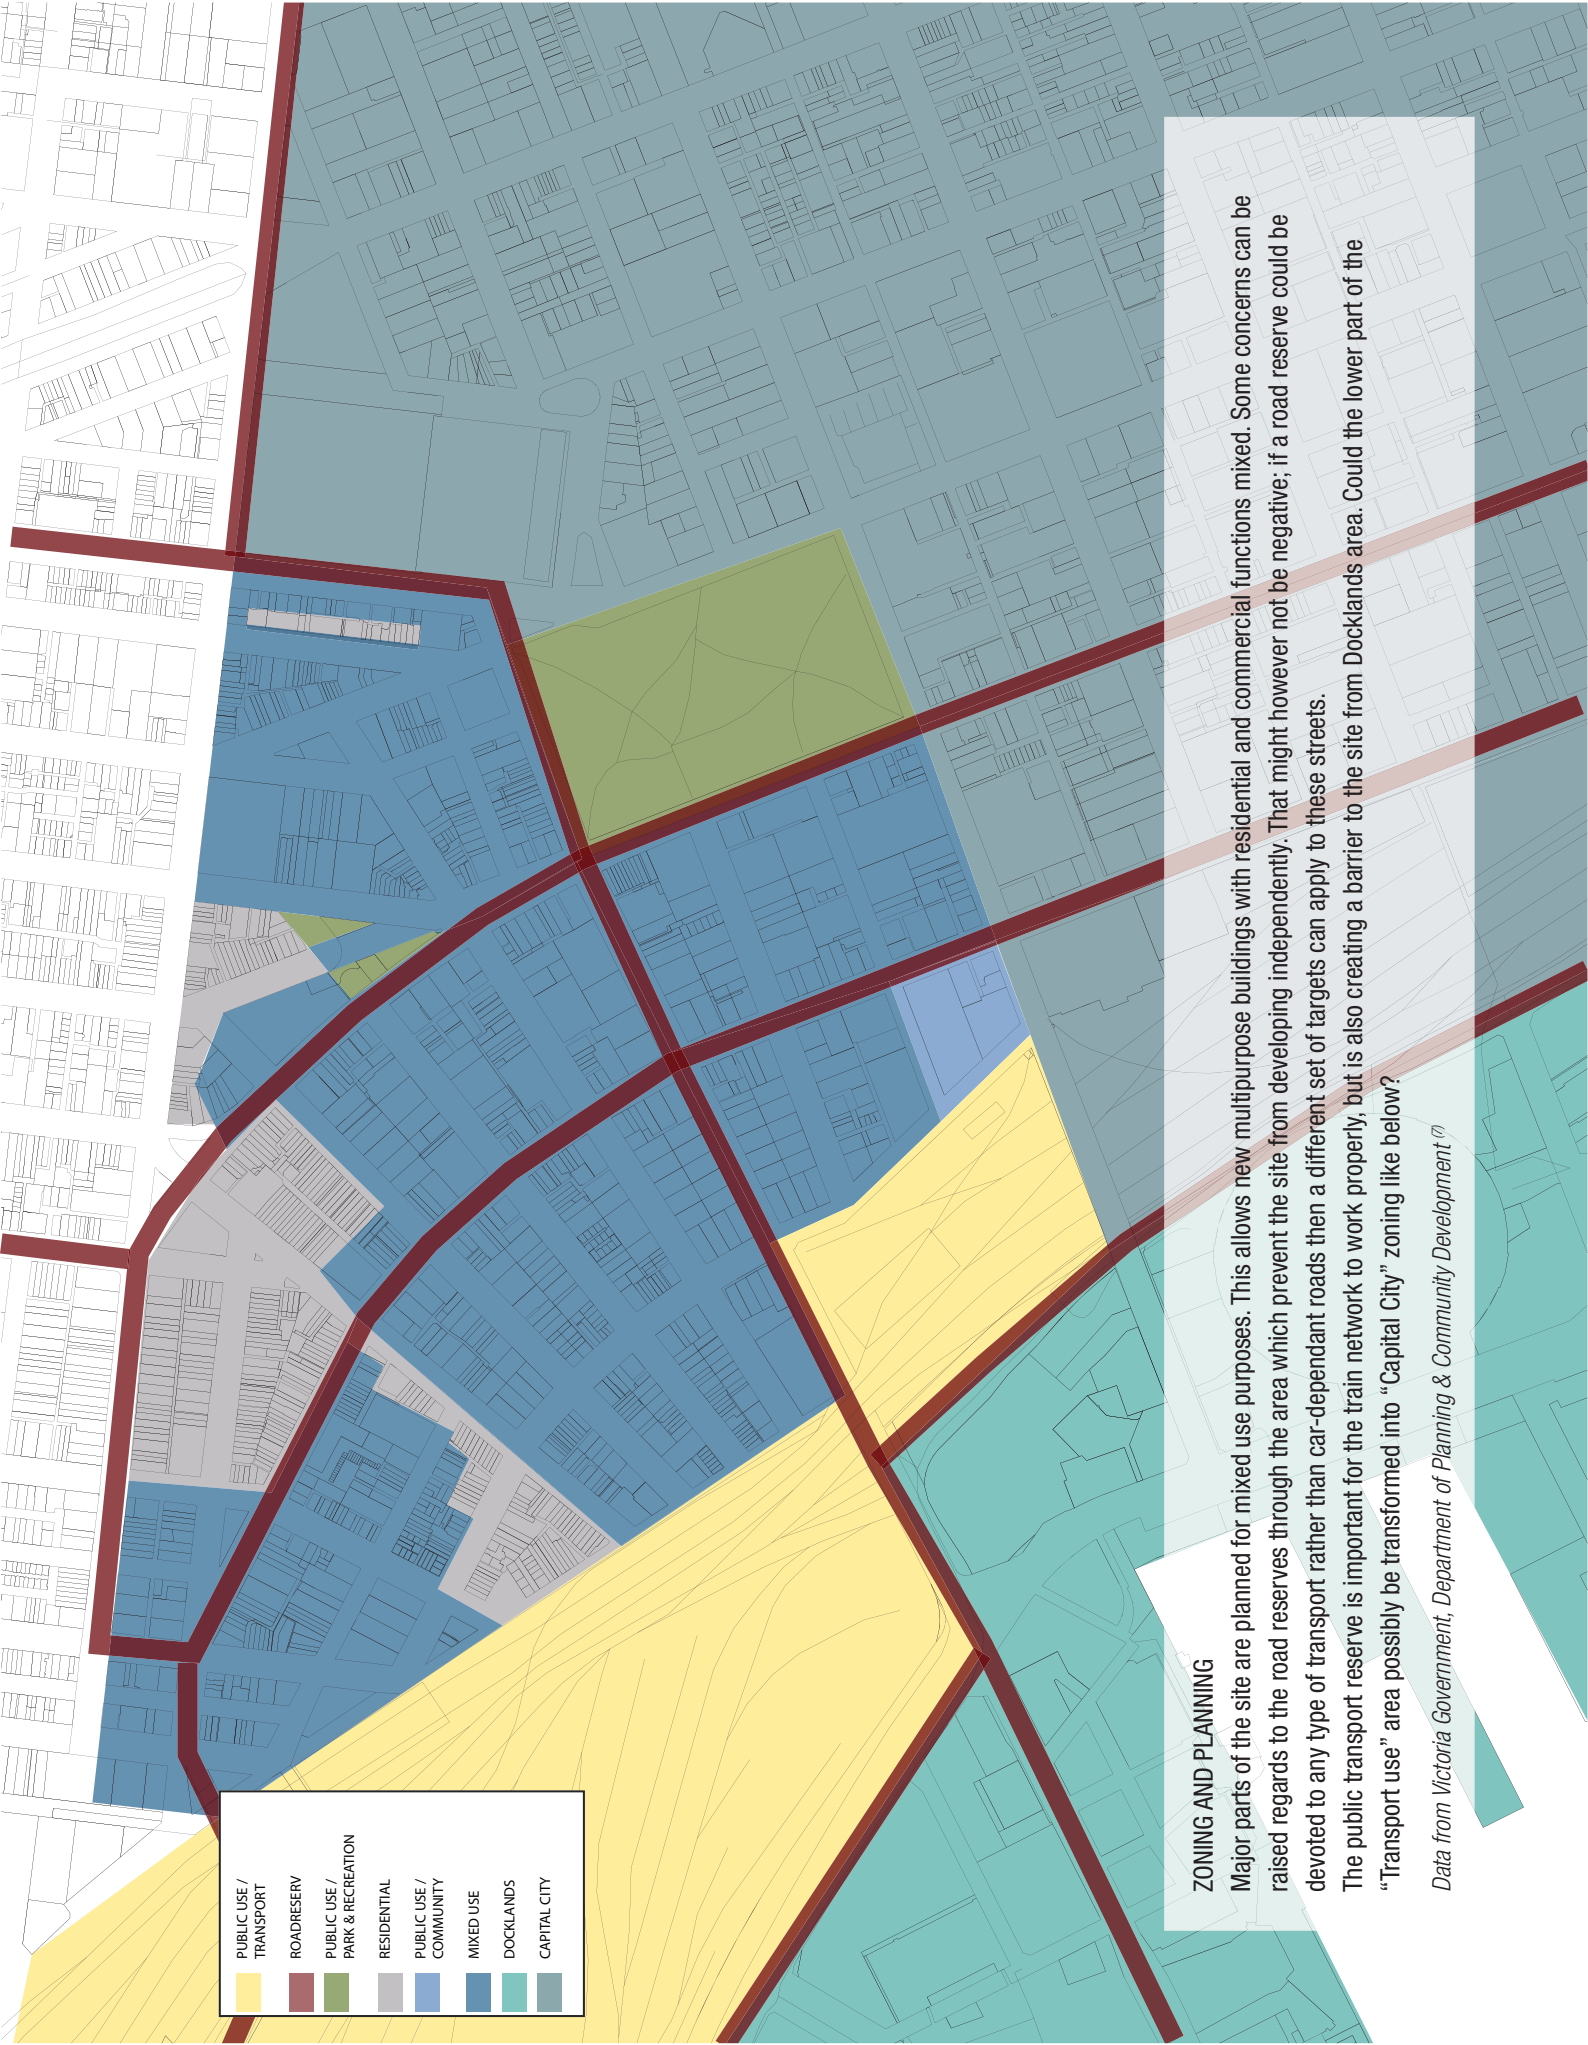 PUBLIC USE /
TRANSPORT
ROADRESERV
PUBLIC USE /
PARK & RECREATION
RESIDENTIAL
PUBLIC USE /
COMMUNITY
MIXED USE
DOCKLANDS
CAPITAL CITY
ZONING AND PLANNING
Major parts of the site are planned for mixed use purposes. This allows new multipurpose buildings with residential and commercial functions mixed. Some concerns can be
raised regards to the road reserves through the area which prevent the site from developing independently. That might however not be negative; if a road reserve could be
devoted to any type of transport rather than car-dependant roads then a different set of targets can apply to these streets.
The public transport reserve is important for the train network to work properly, but is also creating a barrier to the site from Docklands area. Could the lower part of the
“Transport use” area possibly be transformed into “Capital City” zoning like below?
Data from Victoria Government, Department of Planning & Community Development (7)